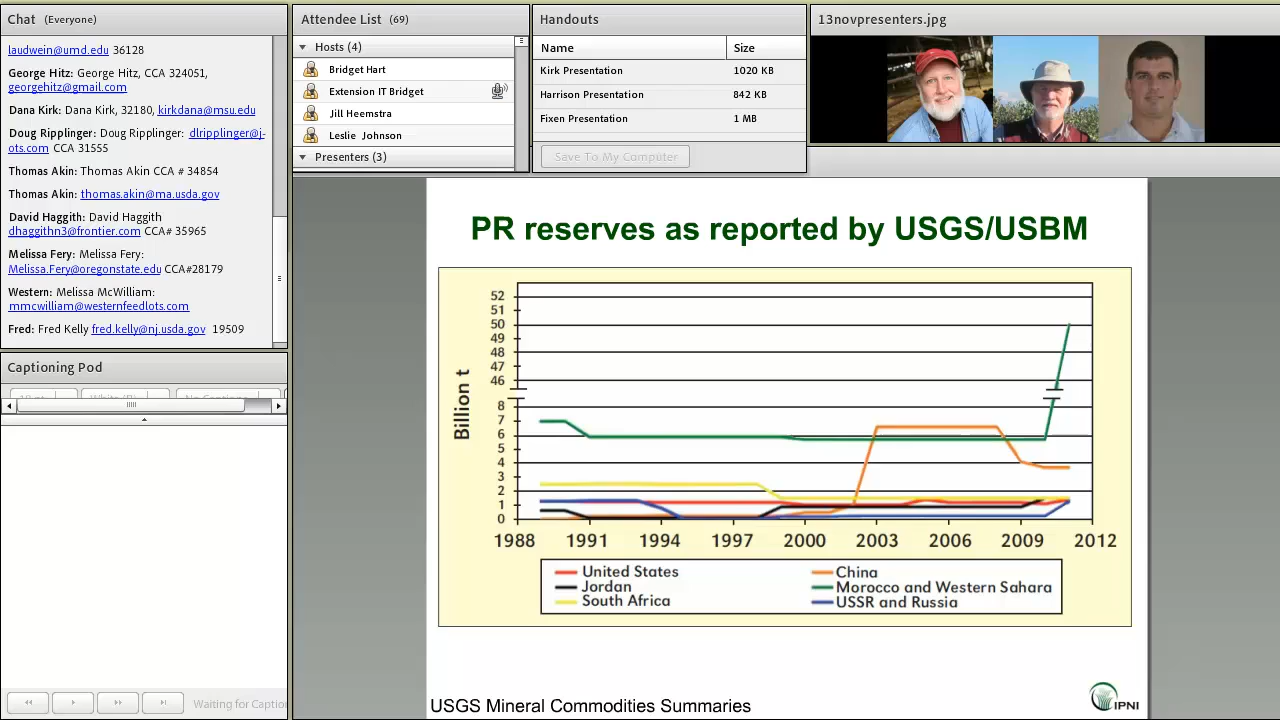 Chat (Everyone)
laudwein@umd.edu 36128
George Hitz: George Hitz, CCA 32951,
georgehitz@gmail.com
Dana Kirk: Dana Kirk, 32180, kirkdana@msu.edu
Doug Ripplinger: Doug Ripplinger: dlripplinger@j-
ots.com CCA 31555
Thomas Akin: Thomas Akin CCA # 34854
Thomas Akin: thomas.akin@ma.usda.gov
David Haggith: David Haggith
dhaggithn3@frontier.com CCA# 35965
Melissa Fery: Melissa Fery:
Melissa.Fery@oregonstate.edu CCA#28179
Western: Melissa McWilliam:
mmcwilliam@westernfeedlots.com
Fred: Fred Kelly fred.kelly@nj.usda.gov 19509
Captioning Pod
Waiting for Captio
Attendee List (69)
Hosts (4)
Bridget Hart
Extension IT Bridget
Jill Heemstra
Leslie Johnson
Presenters (3)
Handouts
Name Size
Kirk Presentation 1020 KB
Harrison Presentation 842 KB
Fixen Presentation 1 MB
Save To My Computer
13novpresenters.jpg
PR reserves as reported by USGS/USBM
Billion t
52
51
50
49
48
47
46
8
7
6
5
4
3
2
1
0
1988 1991 1994 1997 2000 2003 2006 2009 2012
United States China
Jordan Morocco and Western Sahara
South Africa USSR and Russia
USGS Mineral Commodities Summaries
IPNI